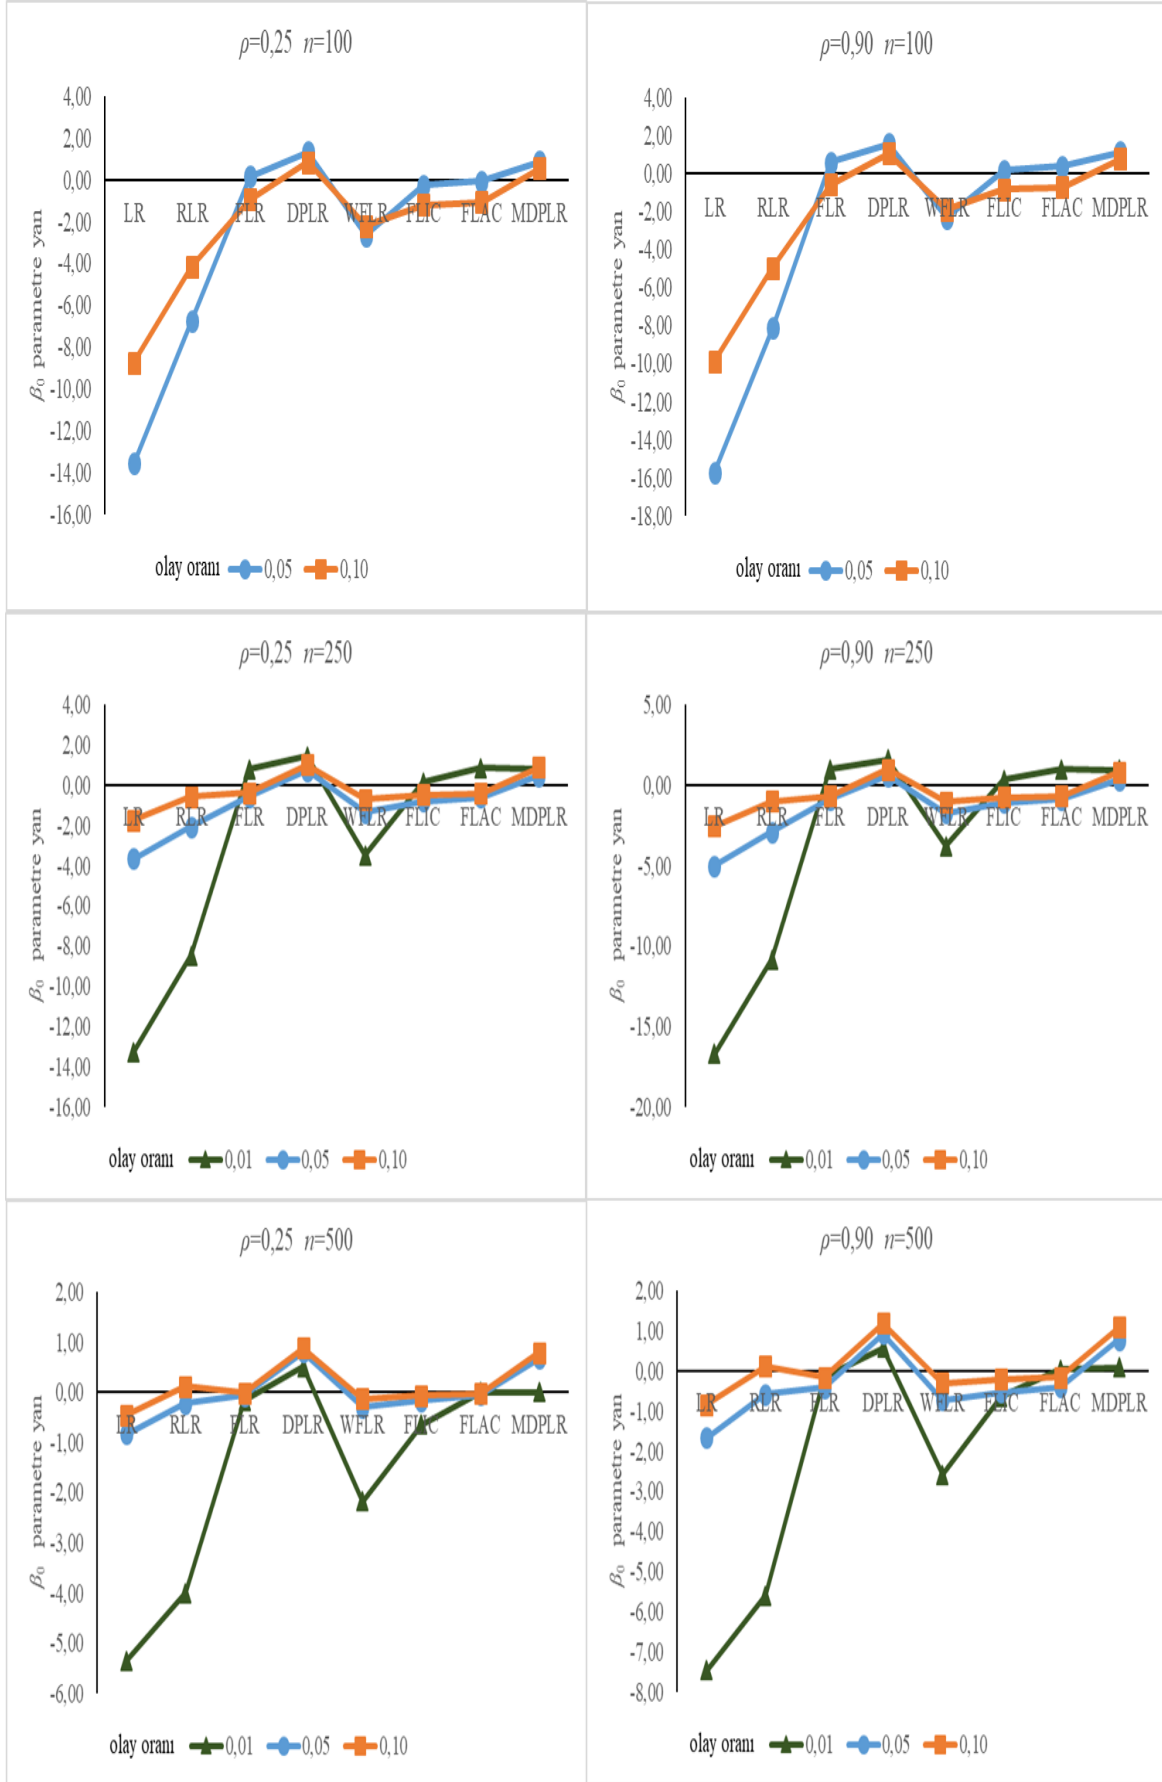 ρ=0,25 n=100
4,00
2,00
0,00
-2,00
-4,00
-6,00
-8,00
-10,00
-12,00
-14,00
-16,00
β₀ parametre yan
LR RLR FLR DPLR WFLR FLIC FLAC MDPLR
olay oranı 0,05 0,10
ρ=0,90 n=100
4,00
2,00
0,00
-2,00
-4,00
-6,00
-8,00
-10,00
-12,00
-14,00
-16,00
-18,00
β₀ parametre yan
LR RLR FLR DPLR WFLR FLIC FLAC MDPLR
olay oranı 0,05 0,10
ρ=0,25 n=250
4,00
2,00
0,00
-2,00
-4,00
-6,00
-8,00
-10,00
-12,00
-14,00
-16,00
β₀ parametre yan
LR RLR FLR DPLR WFLR FLIC FLAC MDPLR
olay oranı 0,01 0,05 0,10
ρ=0,90 n=250
5,00
0,00
-5,00
-10,00
-15,00
-20,00
β₀ parametre yan
LR RLR FLR DPLR WFLR FLIC FLAC MDPLR
olay oranı 0,01 0,05 0,10
ρ=0,25 n=500
2,00
1,00
0,00
-1,00
-2,00
-3,00
-4,00
-5,00
-6,00
β₀ parametre yan
LR RLR FLR DPLR WFLR FLIC FLAC MDPLR
olay oranı 0,01 0,05 0,10
ρ=0,90 n=500
2,00
1,00
0,00
-1,00
-2,00
-3,00
-4,00
-5,00
-6,00
-7,00
-8,00
β₀ parametre yan
LR RLR FLR DPLR WFLR FLIC FLAC MDPLR
olay oranı 0,01 0,05 0,10